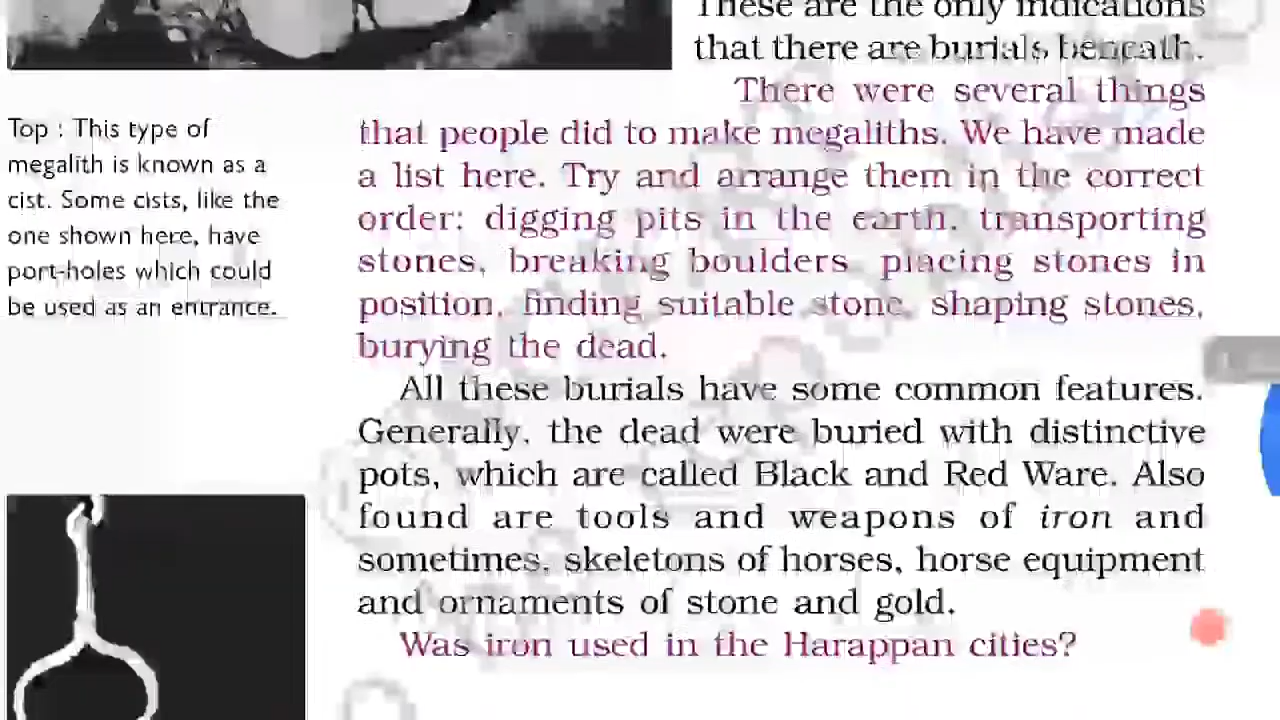 These are the only indications
that there are burials beneath.
There were several things
that people did to make megaliths. We have made
a list here. Try and arrange them in the correct
order: digging pits in the earth, transporting
stones, breaking boulders, placing stones in
position, finding suitable stone, shaping stones,
burying the dead.
All these burials have some common features.
Generally, the dead were buried with distinctive
pots, which are called Black and Red Ware. Also
found are tools and weapons of iron and
sometimes, skeletons of horses, horse equipment
and ornaments of stone and gold.
Was iron used in the Harappan cities?
Top : This type of
megalith is known as a
cist. Some cists, like the
one shown here, have
port-holes which could
be used as an entrance.